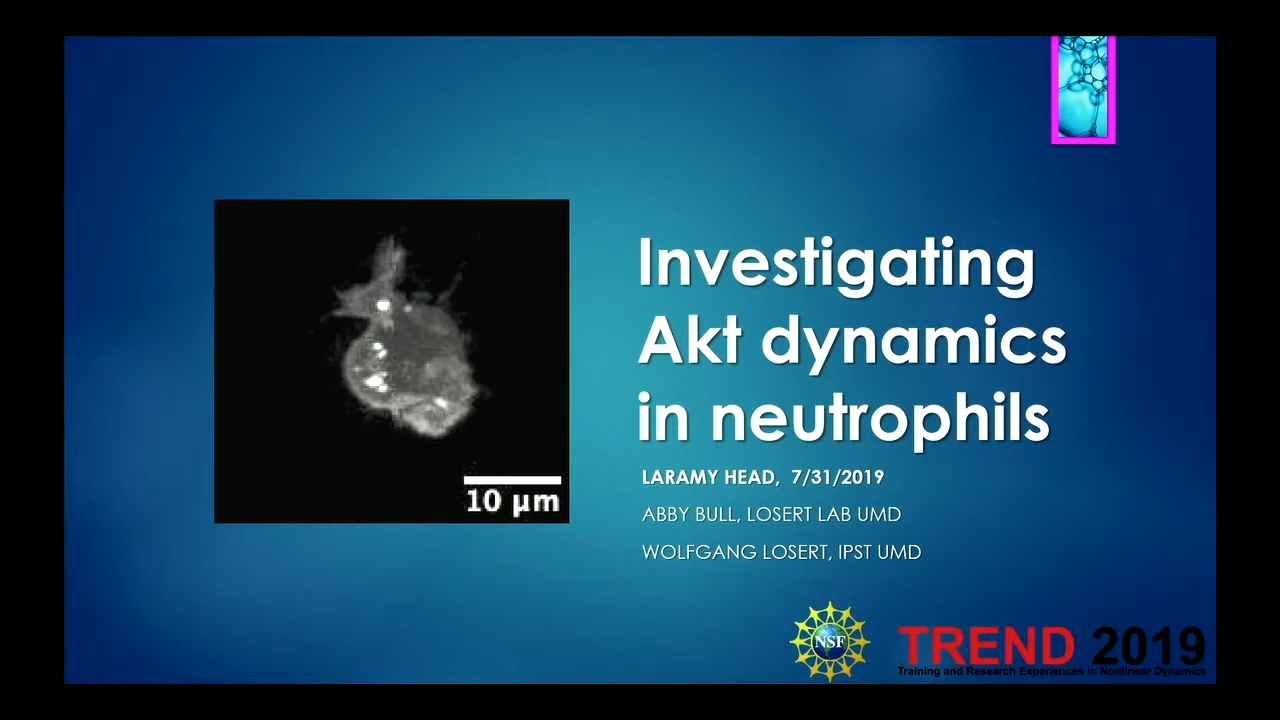 Investigating
Akt dynamics
in neutrophils
LARAMY HEAD, 7/31/2019
ABBY BULL, LOSERT LAB UMD
WOLFGANG LOSERT, IPST UMD
10 µm
NSF
TREND 2019
Training and Research Experiences in Nonlinear Dynamics